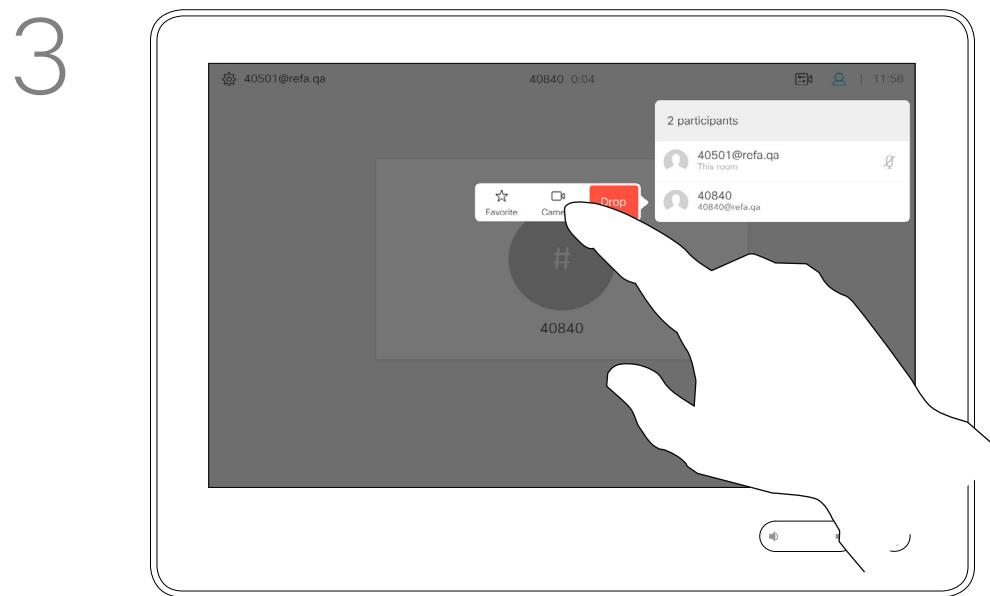 3
40501@refa.qa
40840 0:04
| 11:58
2 participants
40501@refa.qa
This room
40840
40840@refa.qa
Favorite
Drop
#
40840